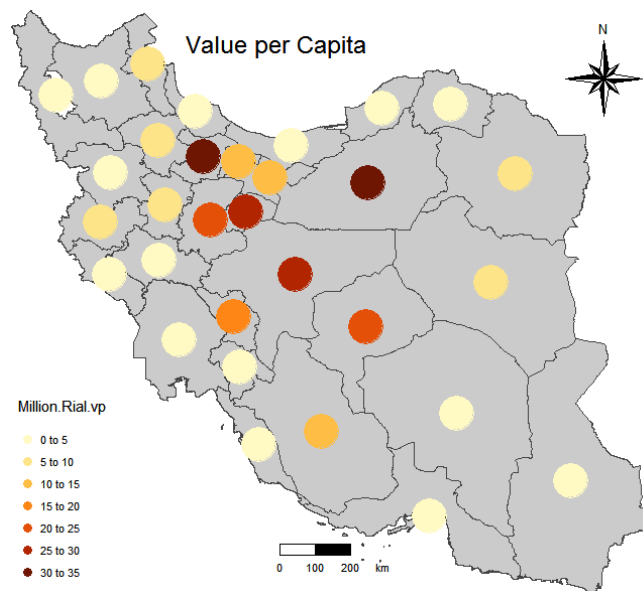 Value per Capita
N
Million.Rial.vp
0 to 5
5 to 10
10 to 15
15 to 20
20 to 25
25 to 30
30 to 35
0 100 200 km